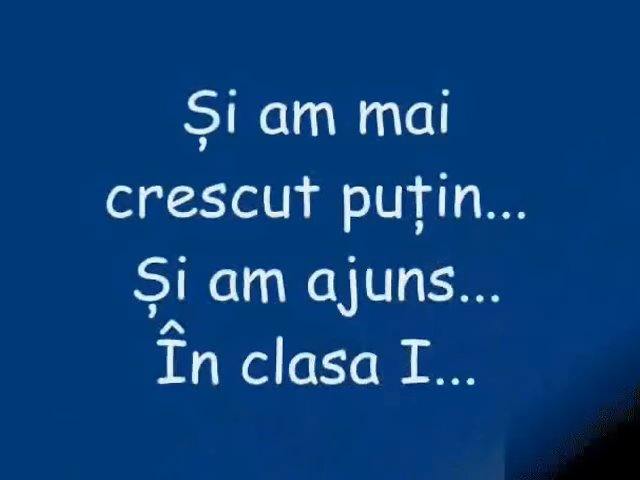 Și am mai
crescut puțin...
Și am ajuns...
În clasa I...